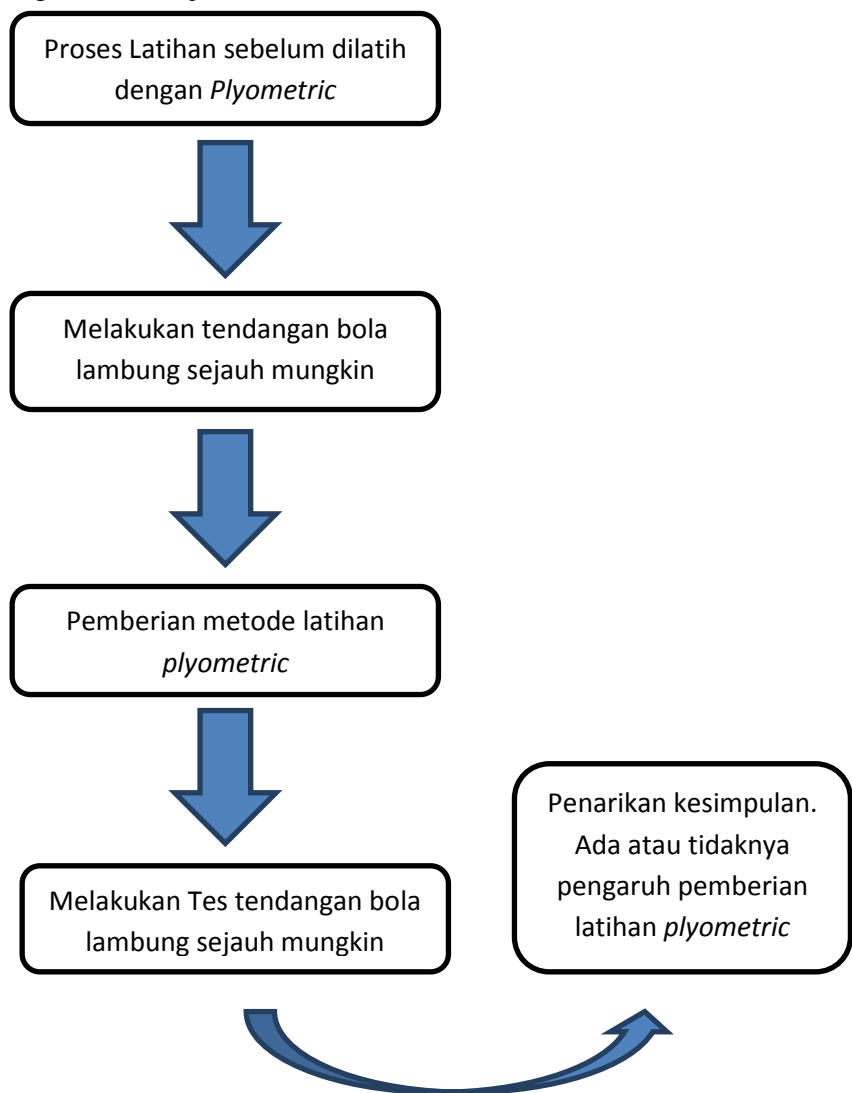 Proses Latihan sebelum dilatih
dengan Plyometric
Melakukan tendangan bola
lambung sejauh mungkin
Pemberian metode latihan
plyometric
Melakukan Tes tendangan bola
lambung sejauh mungkin
Penarikan kesimpulan.
Ada atau tidaknya
pengaruh pemberian
latihan plyometric